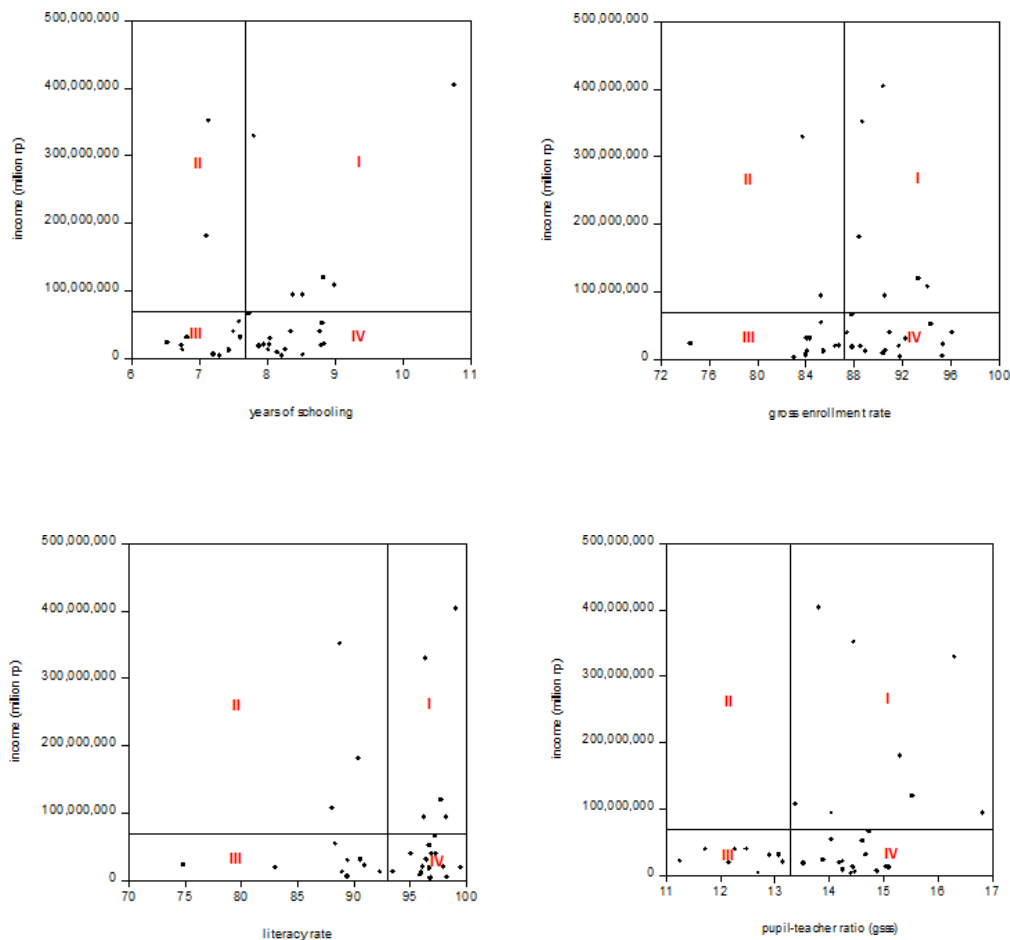 500,000,000
400,000,000
300,000,000
200,000,000
100,000,000
0
income (million rp)
II
I
III
IV
6 7 8 9 10 11
years of schooling
500,000,000
400,000,000
300,000,000
200,000,000
100,000,000
0
income (million rp)
II
I
III
IV
72 76 80 84 88 92 96 100
gross enrollment rate
500,000,000
400,000,000
300,000,000
200,000,000
100,000,000
0
income (million rp)
II
I
III
IV
70 75 80 85 90 95 100
literacy rate
500,000,000
400,000,000
300,000,000
200,000,000
100,000,000
0
income (million rp)
II
I
III
IV
11 12 13 14 15 16 17
pupil-teacher ratio (gsss)